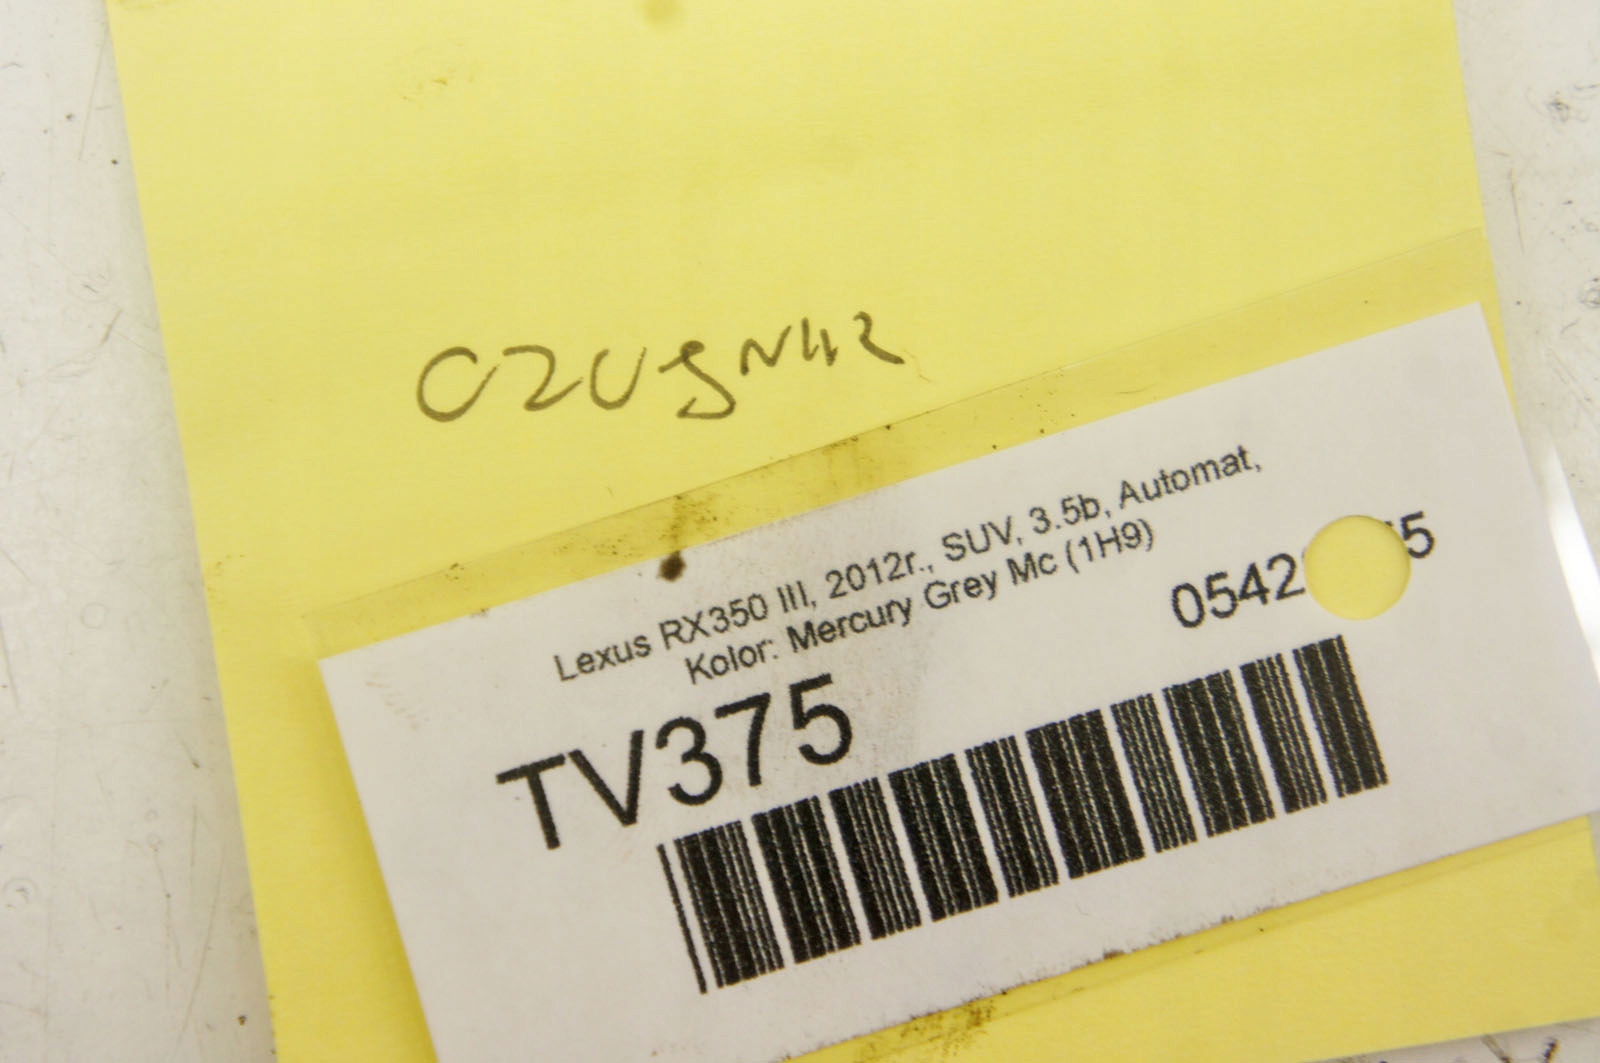 Lexus RX350 III, 2012r., SUV, 3.5b, Automat,
Kolor: Mercury Grey Mc (1H9)
TV375